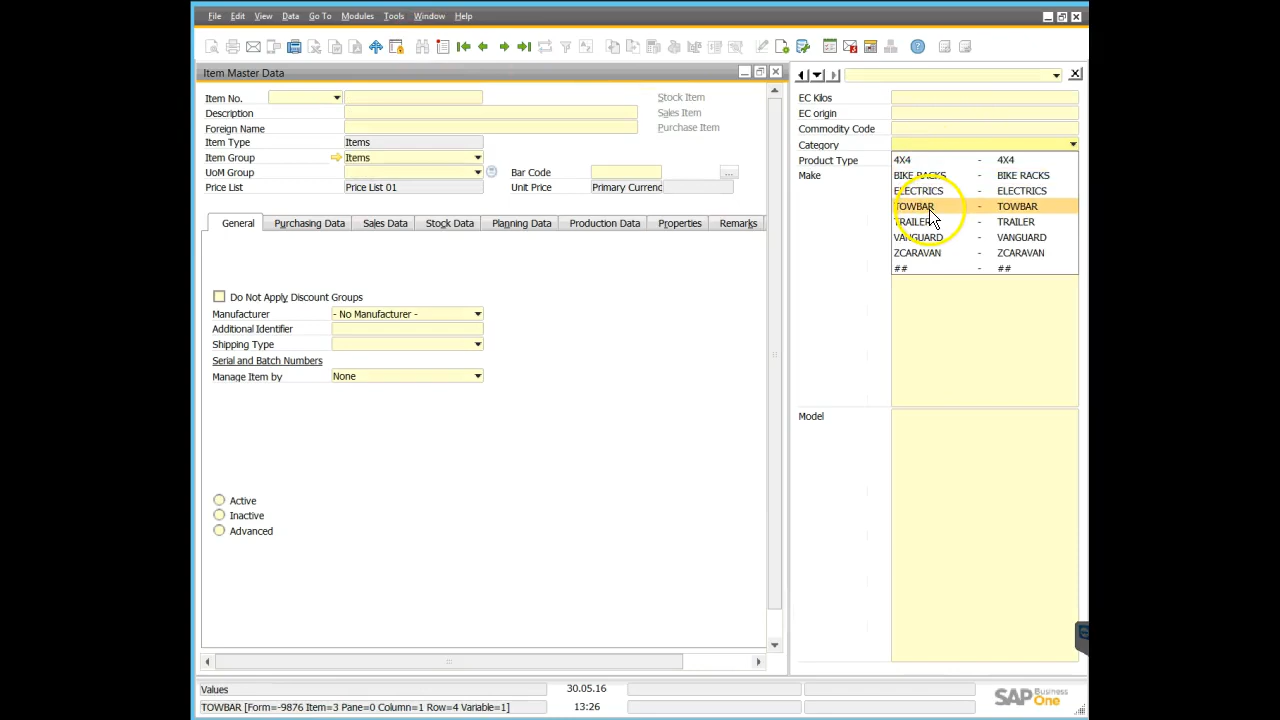 File Edit View Data Go To Modules Tools Window Help
Item Master Data
Item No.
Description
Foreign Name
Item Type Items
Item Group Items
UoM Group
Price List Price List 01
Stock Item
Sales Item
Purchase Item
Bar Code ...
Unit Price Primary Currenc
General Purchasing Data Sales Data Stock Data Planning Data Production Data Properties Remarks
Do Not Apply Discount Groups
Manufacturer - No Manufacturer -
Additional Identifier
Shipping Type
Serial and Batch Numbers
Manage Item by None
Active
Inactive
Advanced
EC Kilos
EC origin
Commodity Code
Category
Product Type
Make
4X4 - 4X4
BIKE RACKS - BIKE RACKS
ELECTRICS - ELECTRICS
TOWBAR - TOWBAR
TRAILER - TRAILER
VANGUARD - VANGUARD
ZCARAVAN - ZCARAVAN
## - ##
Model
Values 30.05.16
TOWBAR [Form=-9876 Item=3 Pane=0 Column=1 Row=4 Variable=1] 13:26
SAP Business One